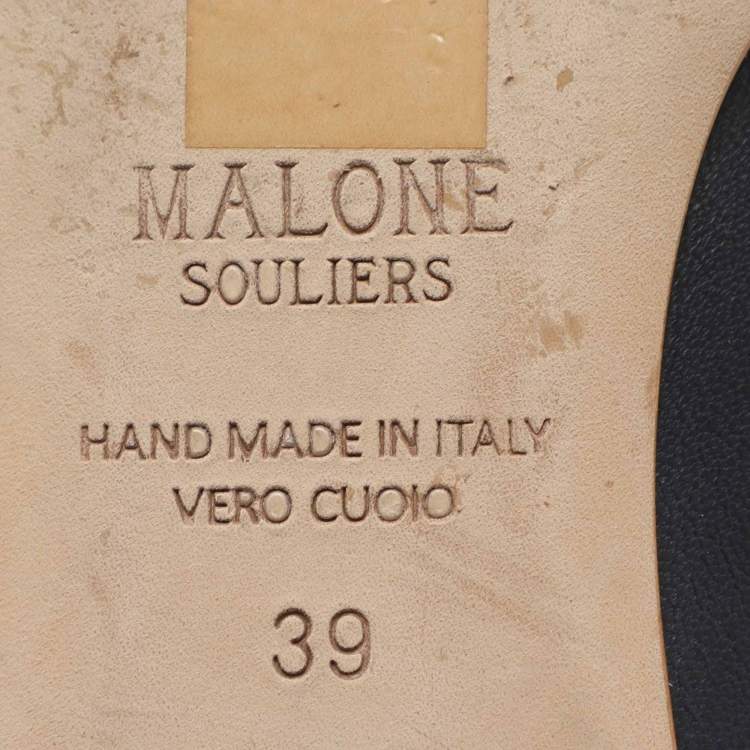 MALONE
SOULIERS
HAND MADE IN ITALY
VERO CUOIO
39